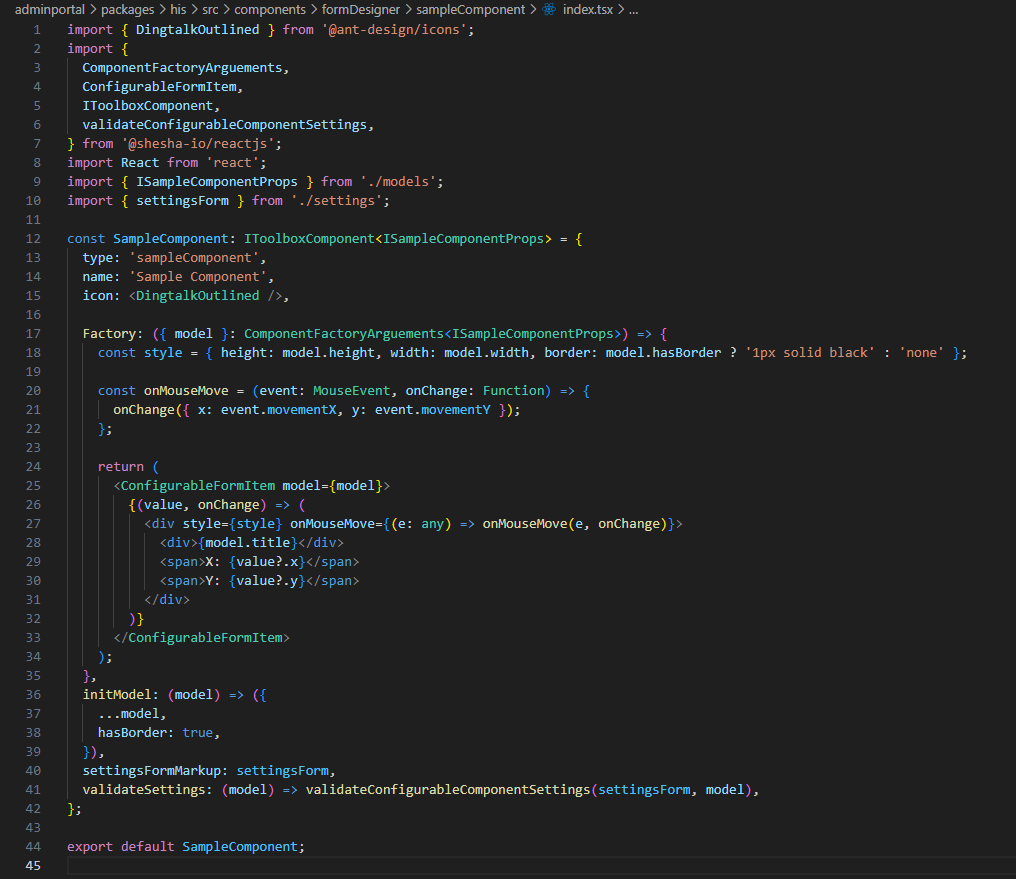 adminportal > packages > his > src > components > formDesigner > sampleComponent > index.tsx > ...
1 import { DingtalkOutlined } from '@ant-design/icons';
2 import {
3   ComponentFactoryArguements,
4   ConfigurableFormItem,
5   IToolboxComponent,
6   validateConfigurableComponentSettings,
7 } from '@shesha-io/reactjs';
8 import React from 'react';
9 import { ISampleComponentProps } from './models';
10 import { settingsForm } from './settings';
11
12 const SampleComponent: IToolboxComponent<ISampleComponentProps> = {
13   type: 'sampleComponent',
14   name: 'Sample Component',
15   icon: <DingtalkOutlined />,
16
17   Factory: ({ model }: ComponentFactoryArguements<ISampleComponentProps>) => {
18     const style = { height: model.height, width: model.width, border: model.hasBorder ? '1px solid black' : 'none' };
19
20     const onMouseMove = (event: MouseEvent, onChange: Function) => {
21       onChange({ x: event.movementX, y: event.movementY });
22     };
23
24     return (
25       <ConfigurableFormItem model={model}>
26         {(value, onChange) => (
27           <div style={style} onMouseMove={(e: any) => onMouseMove(e, onChange)}>
28             <div>{model.title}</div>
29             <span>X: {value?.x}</span>
30             <span>Y: {value?.y}</span>
31           </div>
32         )}
33       </ConfigurableFormItem>
34     );
35   },
36   initModel: (model) => ({
37     ...model,
38     hasBorder: true,
39   }),
40   settingsFormMarkup: settingsForm,
41   validateSettings: (model) => validateConfigurableComponentSettings(settingsForm, model),
42 };
43
44 export default SampleComponent;
45